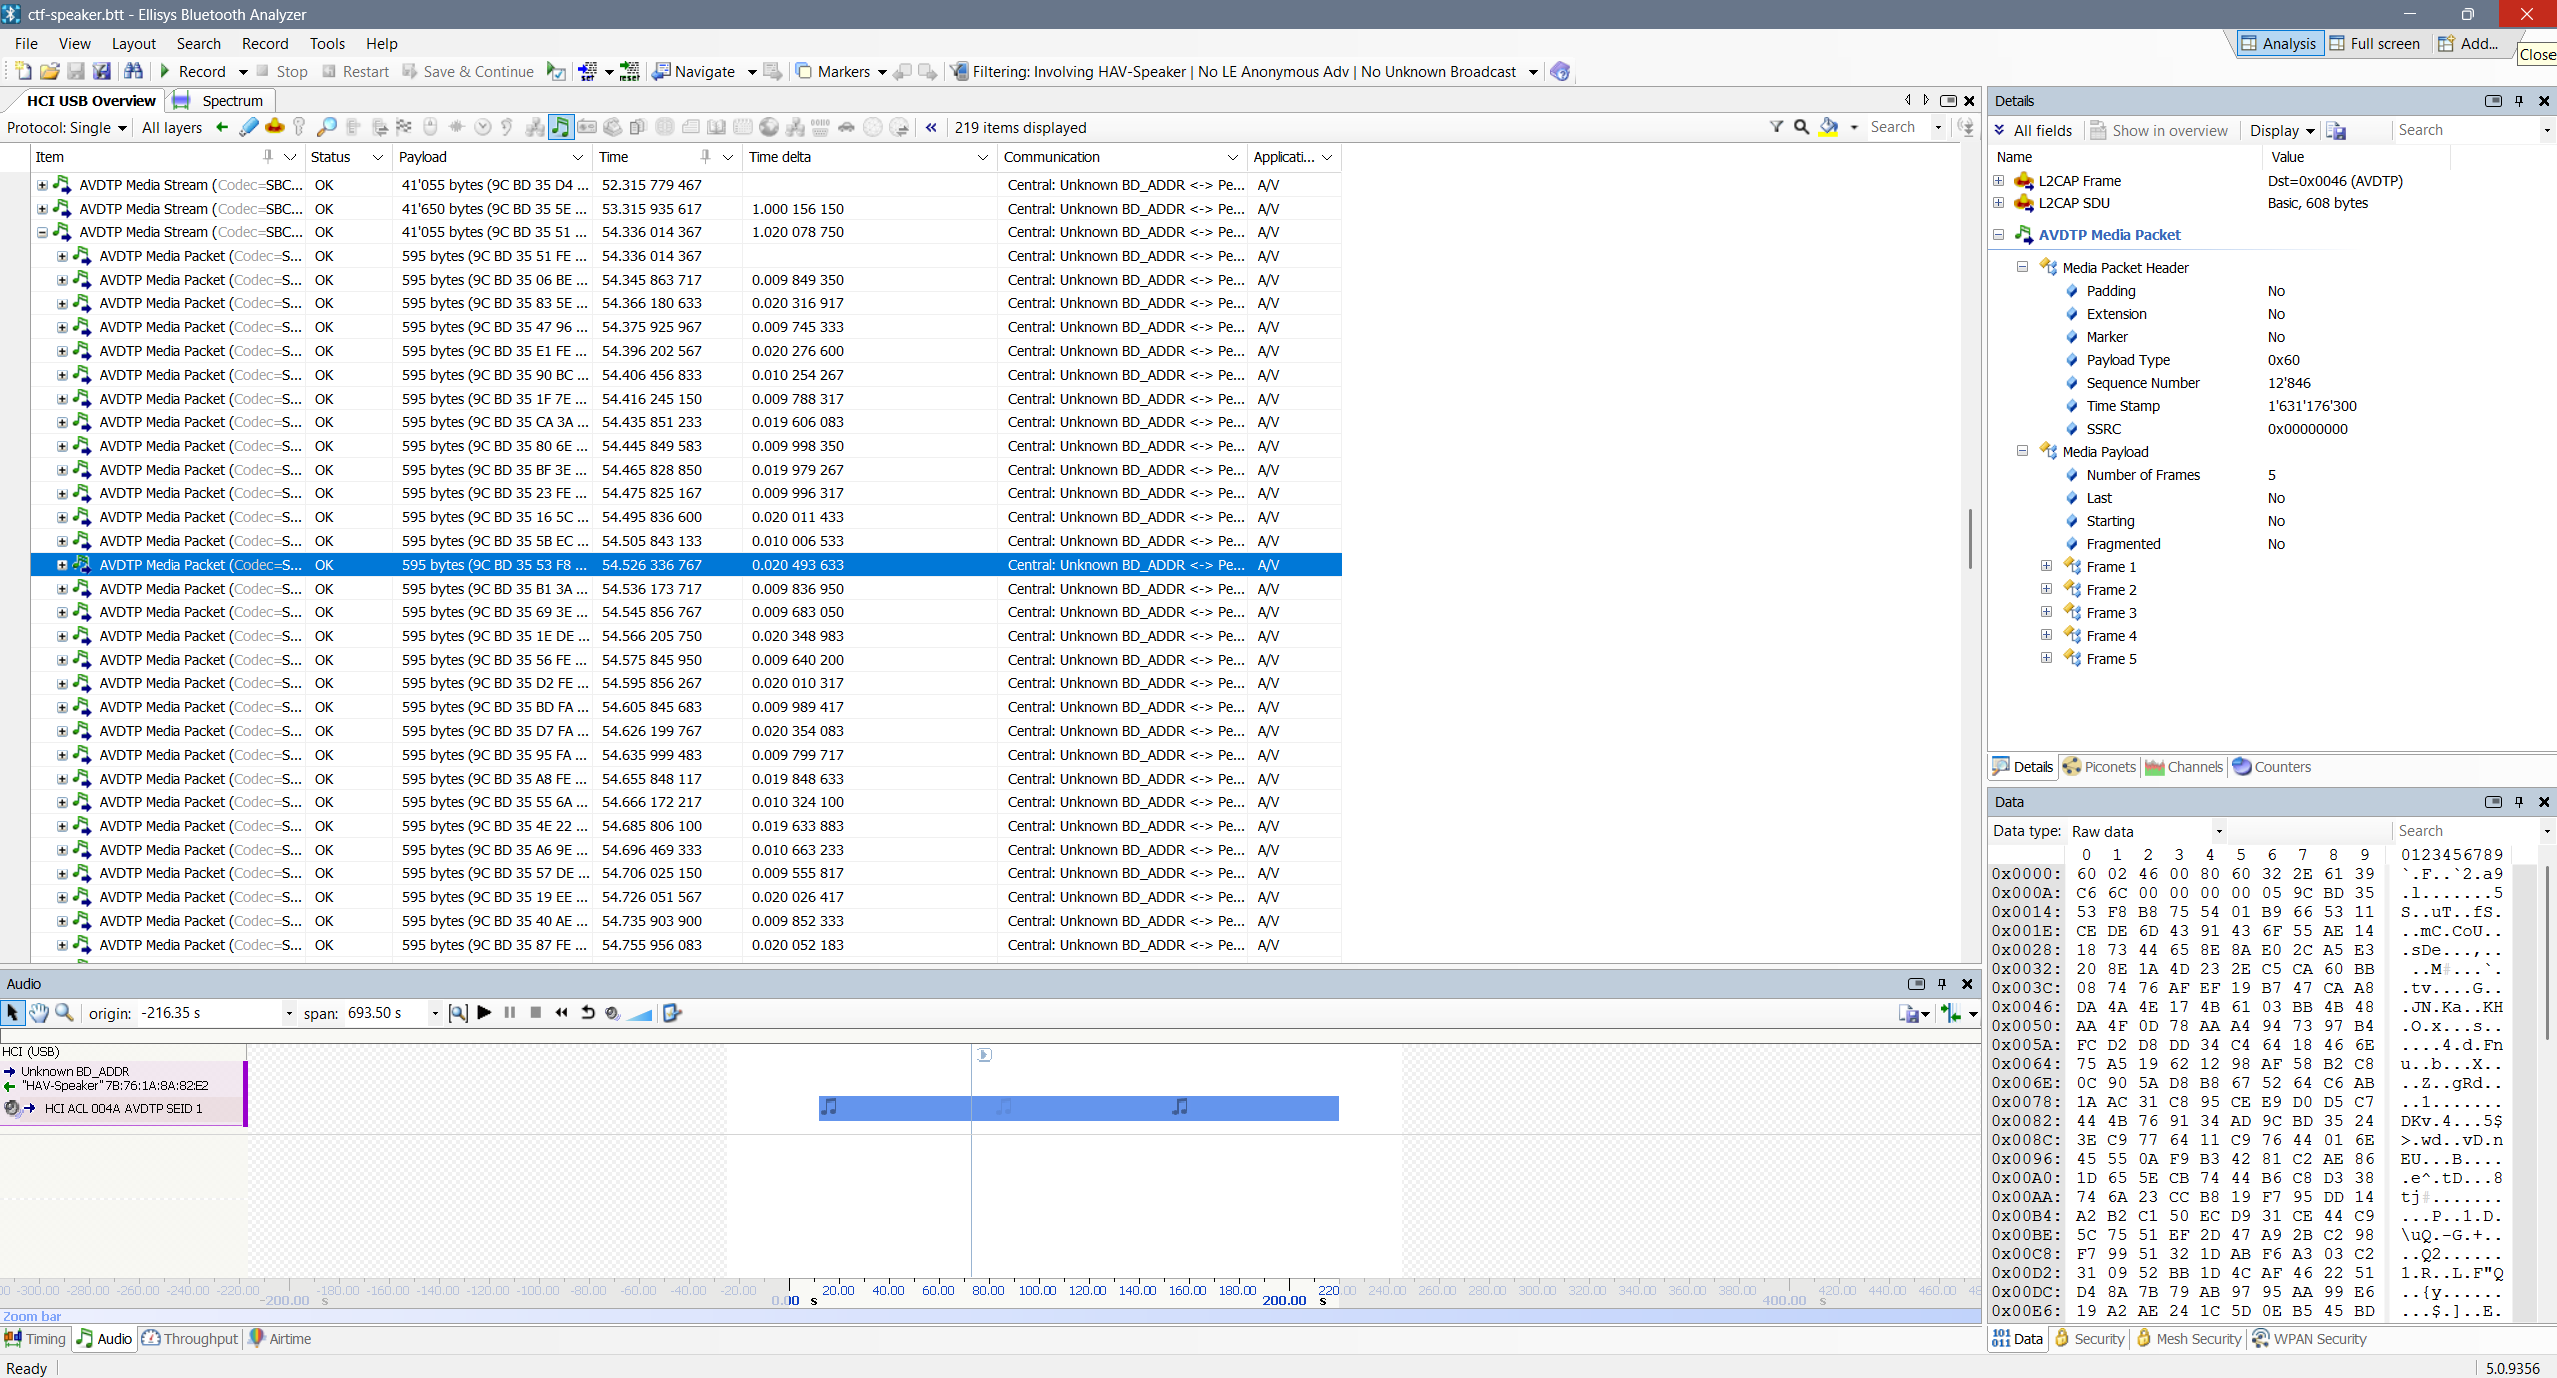 ctf-speaker.btt - Ellisys Bluetooth Analyzer
File View Layout Search Record Tools Help
Analysis Full screen Add...
Close
Record Stop Restart Save & Continue Navigate Markers Filtering: Involving HAV-Speaker | No LE Anonymous Adv | No Unknown Broadcast
HCI USB Overview Spectrum
Protocol: Single All layers 219 items displayed Search
Item Status Payload Time Time delta Communication Applicati...
AVDTP Media Stream (Codec=SBC... OK 41'055 bytes (9C BD 35 D4 ... 52.315 779 467 Central: Unknown BD_ADDR <-> Pe... A/V
AVDTP Media Stream (Codec=SBC... OK 41'650 bytes (9C BD 35 5E ... 53.315 935 617 1.000 156 150 Central: Unknown BD_ADDR <-> Pe... A/V
AVDTP Media Stream (Codec=SBC... OK 41'055 bytes (9C BD 35 51 ... 54.336 014 367 1.020 078 750 Central: Unknown BD_ADDR <-> Pe... A/V
AVDTP Media Packet (Codec=S... OK 595 bytes (9C BD 35 51 FE ... 54.336 014 367 Central: Unknown BD_ADDR <-> Pe... A/V
AVDTP Media Packet (Codec=S... OK 595 bytes (9C BD 35 06 BE ... 54.345 863 717 0.009 849 350 Central: Unknown BD_ADDR <-> Pe... A/V
AVDTP Media Packet (Codec=S... OK 595 bytes (9C BD 35 83 5E ... 54.366 180 633 0.020 316 917 Central: Unknown BD_ADDR <-> Pe... A/V
AVDTP Media Packet (Codec=S... OK 595 bytes (9C BD 35 47 96 ... 54.375 925 967 0.009 745 333 Central: Unknown BD_ADDR <-> Pe... A/V
AVDTP Media Packet (Codec=S... OK 595 bytes (9C BD 35 E1 FE ... 54.396 202 567 0.020 276 600 Central: Unknown BD_ADDR <-> Pe... A/V
AVDTP Media Packet (Codec=S... OK 595 bytes (9C BD 35 90 BC ... 54.406 456 833 0.010 254 267 Central: Unknown BD_ADDR <-> Pe... A/V
AVDTP Media Packet (Codec=S... OK 595 bytes (9C BD 35 1F 7E ... 54.416 245 150 0.009 788 317 Central: Unknown BD_ADDR <-> Pe... A/V
AVDTP Media Packet (Codec=S... OK 595 bytes (9C BD 35 CA 3A ... 54.435 851 233 0.019 606 083 Central: Unknown BD_ADDR <-> Pe... A/V
AVDTP Media Packet (Codec=S... OK 595 bytes (9C BD 35 80 6E ... 54.445 849 583 0.009 998 350 Central: Unknown BD_ADDR <-> Pe... A/V
AVDTP Media Packet (Codec=S... OK 595 bytes (9C BD 35 BF 3E ... 54.465 828 850 0.019 979 267 Central: Unknown BD_ADDR <-> Pe... A/V
AVDTP Media Packet (Codec=S... OK 595 bytes (9C BD 35 23 FE ... 54.475 825 167 0.009 996 317 Central: Unknown BD_ADDR <-> Pe... A/V
AVDTP Media Packet (Codec=S... OK 595 bytes (9C BD 35 16 5C ... 54.495 836 600 0.020 011 433 Central: Unknown BD_ADDR <-> Pe... A/V
AVDTP Media Packet (Codec=S... OK 595 bytes (9C BD 35 5B EC ... 54.505 843 133 0.010 006 533 Central: Unknown BD_ADDR <-> Pe... A/V
AVDTP Media Packet (Codec=S... OK 595 bytes (9C BD 35 53 F8 ... 54.526 336 767 0.020 493 633 Central: Unknown BD_ADDR <-> Pe... A/V
AVDTP Media Packet (Codec=S... OK 595 bytes (9C BD 35 B1 3A ... 54.536 173 717 0.009 836 950 Central: Unknown BD_ADDR <-> Pe... A/V
AVDTP Media Packet (Codec=S... OK 595 bytes (9C BD 35 69 3E ... 54.545 856 767 0.009 683 050 Central: Unknown BD_ADDR <-> Pe... A/V
AVDTP Media Packet (Codec=S... OK 595 bytes (9C BD 35 1E DE ... 54.566 205 750 0.020 348 983 Central: Unknown BD_ADDR <-> Pe... A/V
AVDTP Media Packet (Codec=S... OK 595 bytes (9C BD 35 56 FE ... 54.575 845 950 0.009 640 200 Central: Unknown BD_ADDR <-> Pe... A/V
AVDTP Media Packet (Codec=S... OK 595 bytes (9C BD 35 D2 FE ... 54.595 856 267 0.020 010 317 Central: Unknown BD_ADDR <-> Pe... A/V
AVDTP Media Packet (Codec=S... OK 595 bytes (9C BD 35 BD FA ... 54.605 845 683 0.009 989 417 Central: Unknown BD_ADDR <-> Pe... A/V
AVDTP Media Packet (Codec=S... OK 595 bytes (9C BD 35 D7 FA ... 54.626 199 767 0.020 354 083 Central: Unknown BD_ADDR <-> Pe... A/V
AVDTP Media Packet (Codec=S... OK 595 bytes (9C BD 35 95 FA ... 54.635 999 483 0.009 799 717 Central: Unknown BD_ADDR <-> Pe... A/V
AVDTP Media Packet (Codec=S... OK 595 bytes (9C BD 35 A8 FE ... 54.655 848 117 0.019 848 633 Central: Unknown BD_ADDR <-> Pe... A/V
AVDTP Media Packet (Codec=S... OK 595 bytes (9C BD 35 55 6A ... 54.666 172 217 0.010 324 100 Central: Unknown BD_ADDR <-> Pe... A/V
AVDTP Media Packet (Codec=S... OK 595 bytes (9C BD 35 4E 22 ... 54.685 806 100 0.019 633 883 Central: Unknown BD_ADDR <-> Pe... A/V
AVDTP Media Packet (Codec=S... OK 595 bytes (9C BD 35 A6 9E ... 54.696 469 333 0.010 663 233 Central: Unknown BD_ADDR <-> Pe... A/V
AVDTP Media Packet (Codec=S... OK 595 bytes (9C BD 35 57 DE ... 54.706 025 150 0.009 555 817 Central: Unknown BD_ADDR <-> Pe... A/V
AVDTP Media Packet (Codec=S... OK 595 bytes (9C BD 35 19 EE ... 54.726 051 567 0.020 026 417 Central: Unknown BD_ADDR <-> Pe... A/V
AVDTP Media Packet (Codec=S... OK 595 bytes (9C BD 35 40 AE ... 54.735 903 900 0.009 852 333 Central: Unknown BD_ADDR <-> Pe... A/V
AVDTP Media Packet (Codec=S... OK 595 bytes (9C BD 35 87 FE ... 54.755 956 083 0.020 052 183 Central: Unknown BD_ADDR <-> Pe... A/V
Audio
origin: -216.35 s span: 693.50 s
HCI (USB)
Unknown BD_ADDR
"HAV-Speaker" 7B:76:1A:8A:82:E2
HCI ACL 004A AVDTP SEID 1
00 -300.00 -280.00 -260.00 -240.00 -220.00 -180.00 -160.00 -140.00 -120.00 -100.00 -80.00 -60.00 -40.00 -20.00 20.00 40.00 60.00 80.00 100.00 120.00 140.00 160.00 180.00 220.00 240.00 260.00 280.00 300.00 320.00 340.00 360.00 380.00 420.00 440.00 460.00 48
-200.00 s 0.00 s 200.00 s 400.00 s
Zoom bar
Timing Audio Throughput Airtime
Ready
Details
All fields Show in overview Display Search
Name Value
L2CAP Frame Dst=0x0046 (AVDTP)
L2CAP SDU Basic, 608 bytes
AVDTP Media Packet
Media Packet Header
Padding No
Extension No
Marker No
Payload Type 0x60
Sequence Number 12'846
Time Stamp 1'631'176'300
SSRC 0x00000000
Media Payload
Number of Frames 5
Last No
Starting No
Fragmented No
Frame 1
Frame 2
Frame 3
Frame 4
Frame 5
Details Piconets Channels Counters
Data
Data type: Raw data Search
0 1 2 3 4 5 6 7 8 9 0123456789
0x0000: 60 02 46 00 80 60 32 2E 61 39 `.F..`2.a9
0x000A: C6 6C 00 00 00 00 05 9C BD 35 .l.......5
0x0014: 53 F8 B8 75 54 01 B9 66 53 11 S..uT..fS.
0x001E: CE DE 6D 43 91 43 6F 55 AE 14 ..mC.CoU..
0x0028: 18 73 44 65 8E 8A E0 2C A5 E3 .sDe...,..
0x0032: 20 8E 1A 4D 23 2E C5 CA 60 BB ..M#...`.
0x003C: 08 74 76 AF EF 19 B7 47 CA A8 .tv....G..
0x0046: DA 4A 4E 17 4B 61 03 BB 4B 48 .JN.Ka..KH
0x0050: AA 4F 0D 78 AA A4 94 73 97 B4 .O.x...s..
0x005A: FC D2 D8 DD 34 C4 64 18 46 6E ....4.d.Fn
0x0064: 75 A5 19 62 12 98 AF 58 B2 C8 u..b...X..
0x006E: 0C 90 5A D8 B8 67 52 64 C6 AB ..Z..gRd..
0x0078: 1A AC 31 C8 95 CE E9 D0 D5 C7 ..1.......
0x0082: 44 4B 76 91 34 AD 9C BD 35 24 DKv.4...5$
0x008C: 3E C9 77 64 11 C9 76 44 01 6E >.wd..vD.n
0x0096: 45 55 0A F9 B3 42 81 C2 AE 86 EU...B....
0x00A0: 1D 65 5E CB 74 44 B6 C8 D3 38 .e^.tD...8
0x00AA: 74 6A 23 CC B8 19 F7 95 DD 14 tj#.......
0x00B4: A2 B2 C1 50 EC D9 31 CE 44 C9 ...P..1.D.
0x00BE: 5C 75 51 EF 2D 47 A9 2B C2 98 \uQ.-G.+..
0x00C8: F7 99 51 32 1D AB F6 A3 03 C2 ..Q2......
0x00D2: 31 09 52 BB 1D 4C AF 46 22 51 1.R..L.F"Q
0x00DC: D4 8A 7B 79 AB 97 95 AA 99 E6 ..{y......
0x00E6: 19 A2 AE 24 1C 5D 0E B5 45 BD ...$.]..E.
Data Security Mesh Security WPAN Security
5.0.9356